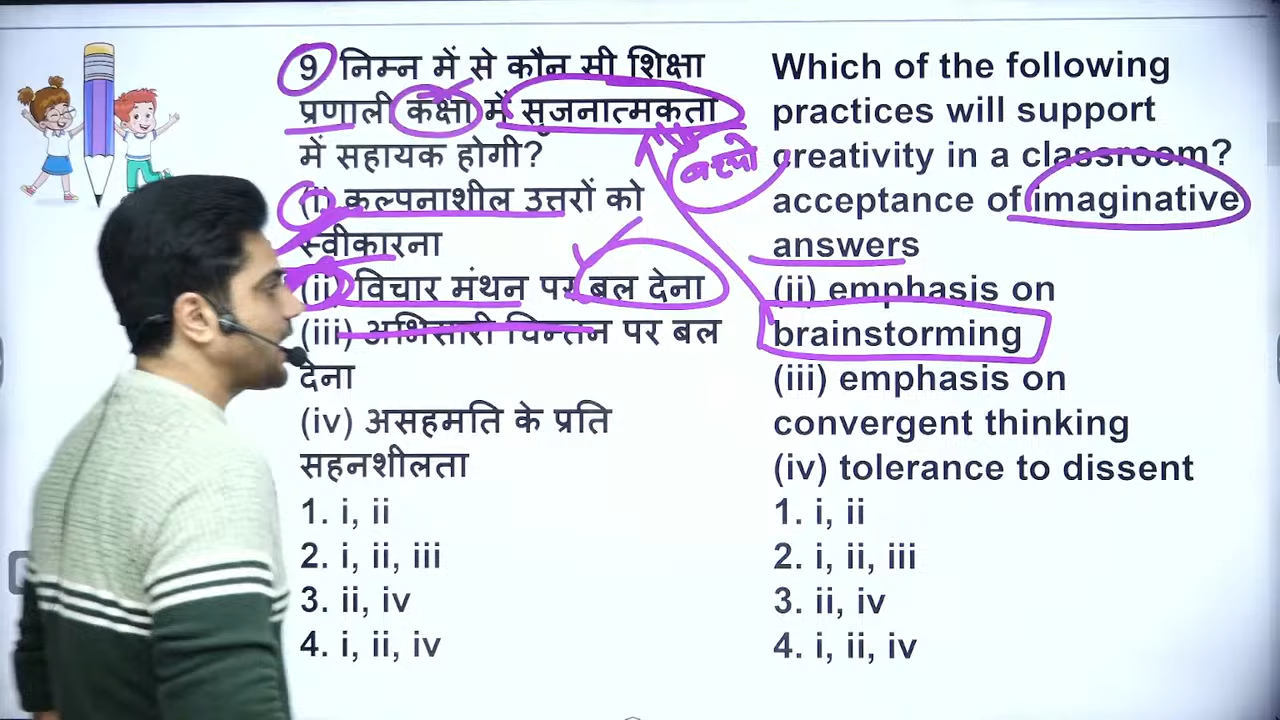 9 निम्न में से कौन सी शिक्षा
प्रणाली कक्षा में सृजनात्मकता
में सहायक होगी?
(i) कल्पनाशील उत्तरों को
स्वीकारना
(ii) विचार मंथन पर बल देना
(iii) अभिसारी चिन्तन पर बल
देना
(iv) असहमति के प्रति
सहनशीलता
1. i, ii
2. i, ii, iii
3. ii, iv
4. i, ii, iv
Which of the following
practices will support
creativity in a classroom?
acceptance of imaginative
answers
(ii) emphasis on
brainstorming
(iii) emphasis on
convergent thinking
(iv) tolerance to dissent
1. i, ii
2. i, ii, iii
3. ii, iv
4. i, ii, iv